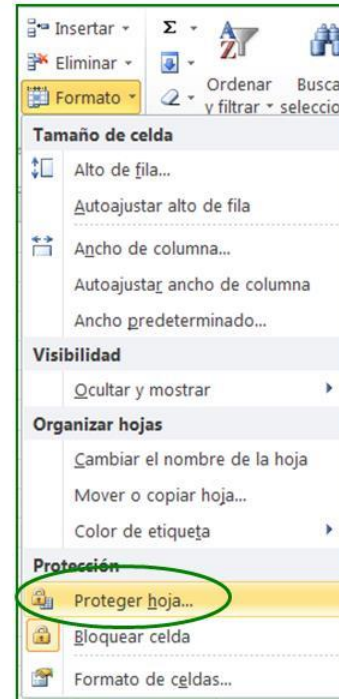 Insertar
Eliminar
Formato
Σ
AZ
Ordenar
y filtrar
Tamaño de celda
Alto de fila...
Autoajustar alto de fila
Ancho de columna...
Autoajustar ancho de columna
Ancho predeterminado...
Visibilidad
Ocultar y mostrar
Organizar hojas
Cambiar el nombre de la hoja
Mover o copiar hoja...
Color de etiqueta
Protección
Proteger hoja...
Bloquear celda
Formato de celdas...